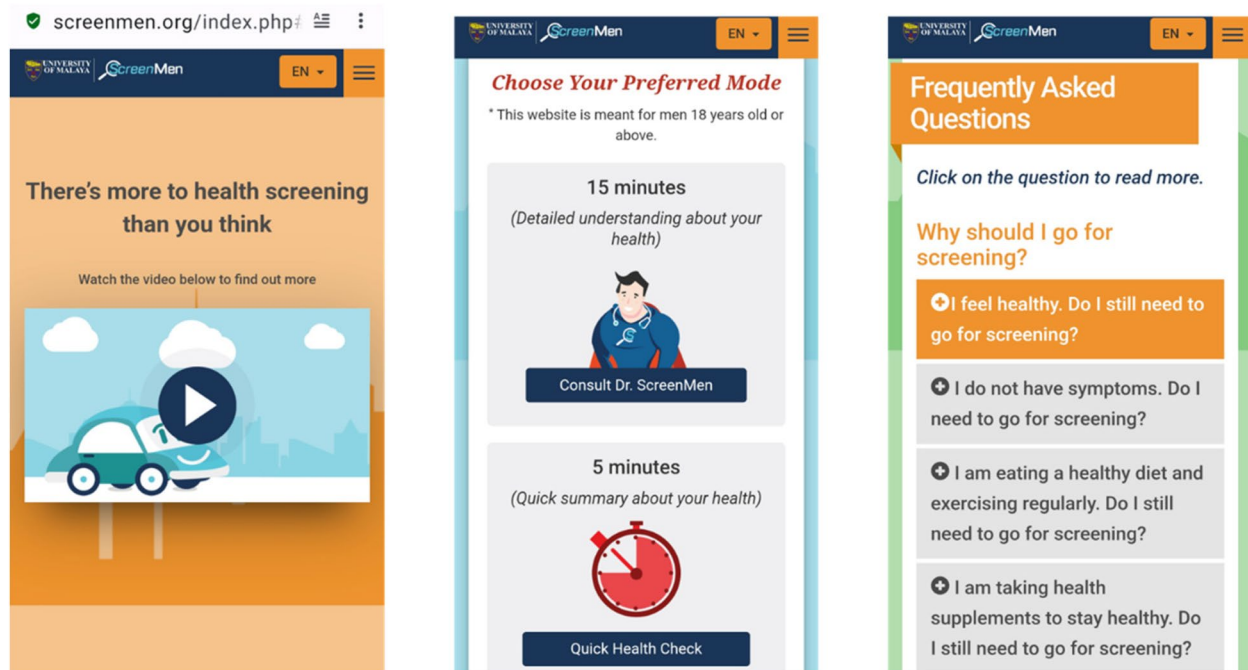 screenmen.org/index.php#
UNIVERSITY
OF MALAYA
ScreenMen
EN
There's more to health screening
than you think
Watch the video below to find out more
UNIVERSITY
OF MALAYA
ScreenMen
EN
Choose Your Preferred Mode
* This website is meant for men 18 years old or
above.
15 minutes
(Detailed understanding about your
health)
Consult Dr. ScreenMen
5 minutes
(Quick summary about your health)
Quick Health Check
UNIVERSITY
OF MALAYA
ScreenMen
EN
Frequently Asked
Questions
Click on the question to read more.
Why should I go for
screening?
I feel healthy. Do I still need to
go for screening?
I do not have symptoms. Do I
need to go for screening?
I am eating a healthy diet and
exercising regularly. Do I still
need to go for screening?
I am taking health
supplements to stay healthy. Do
I still need to go for screening?